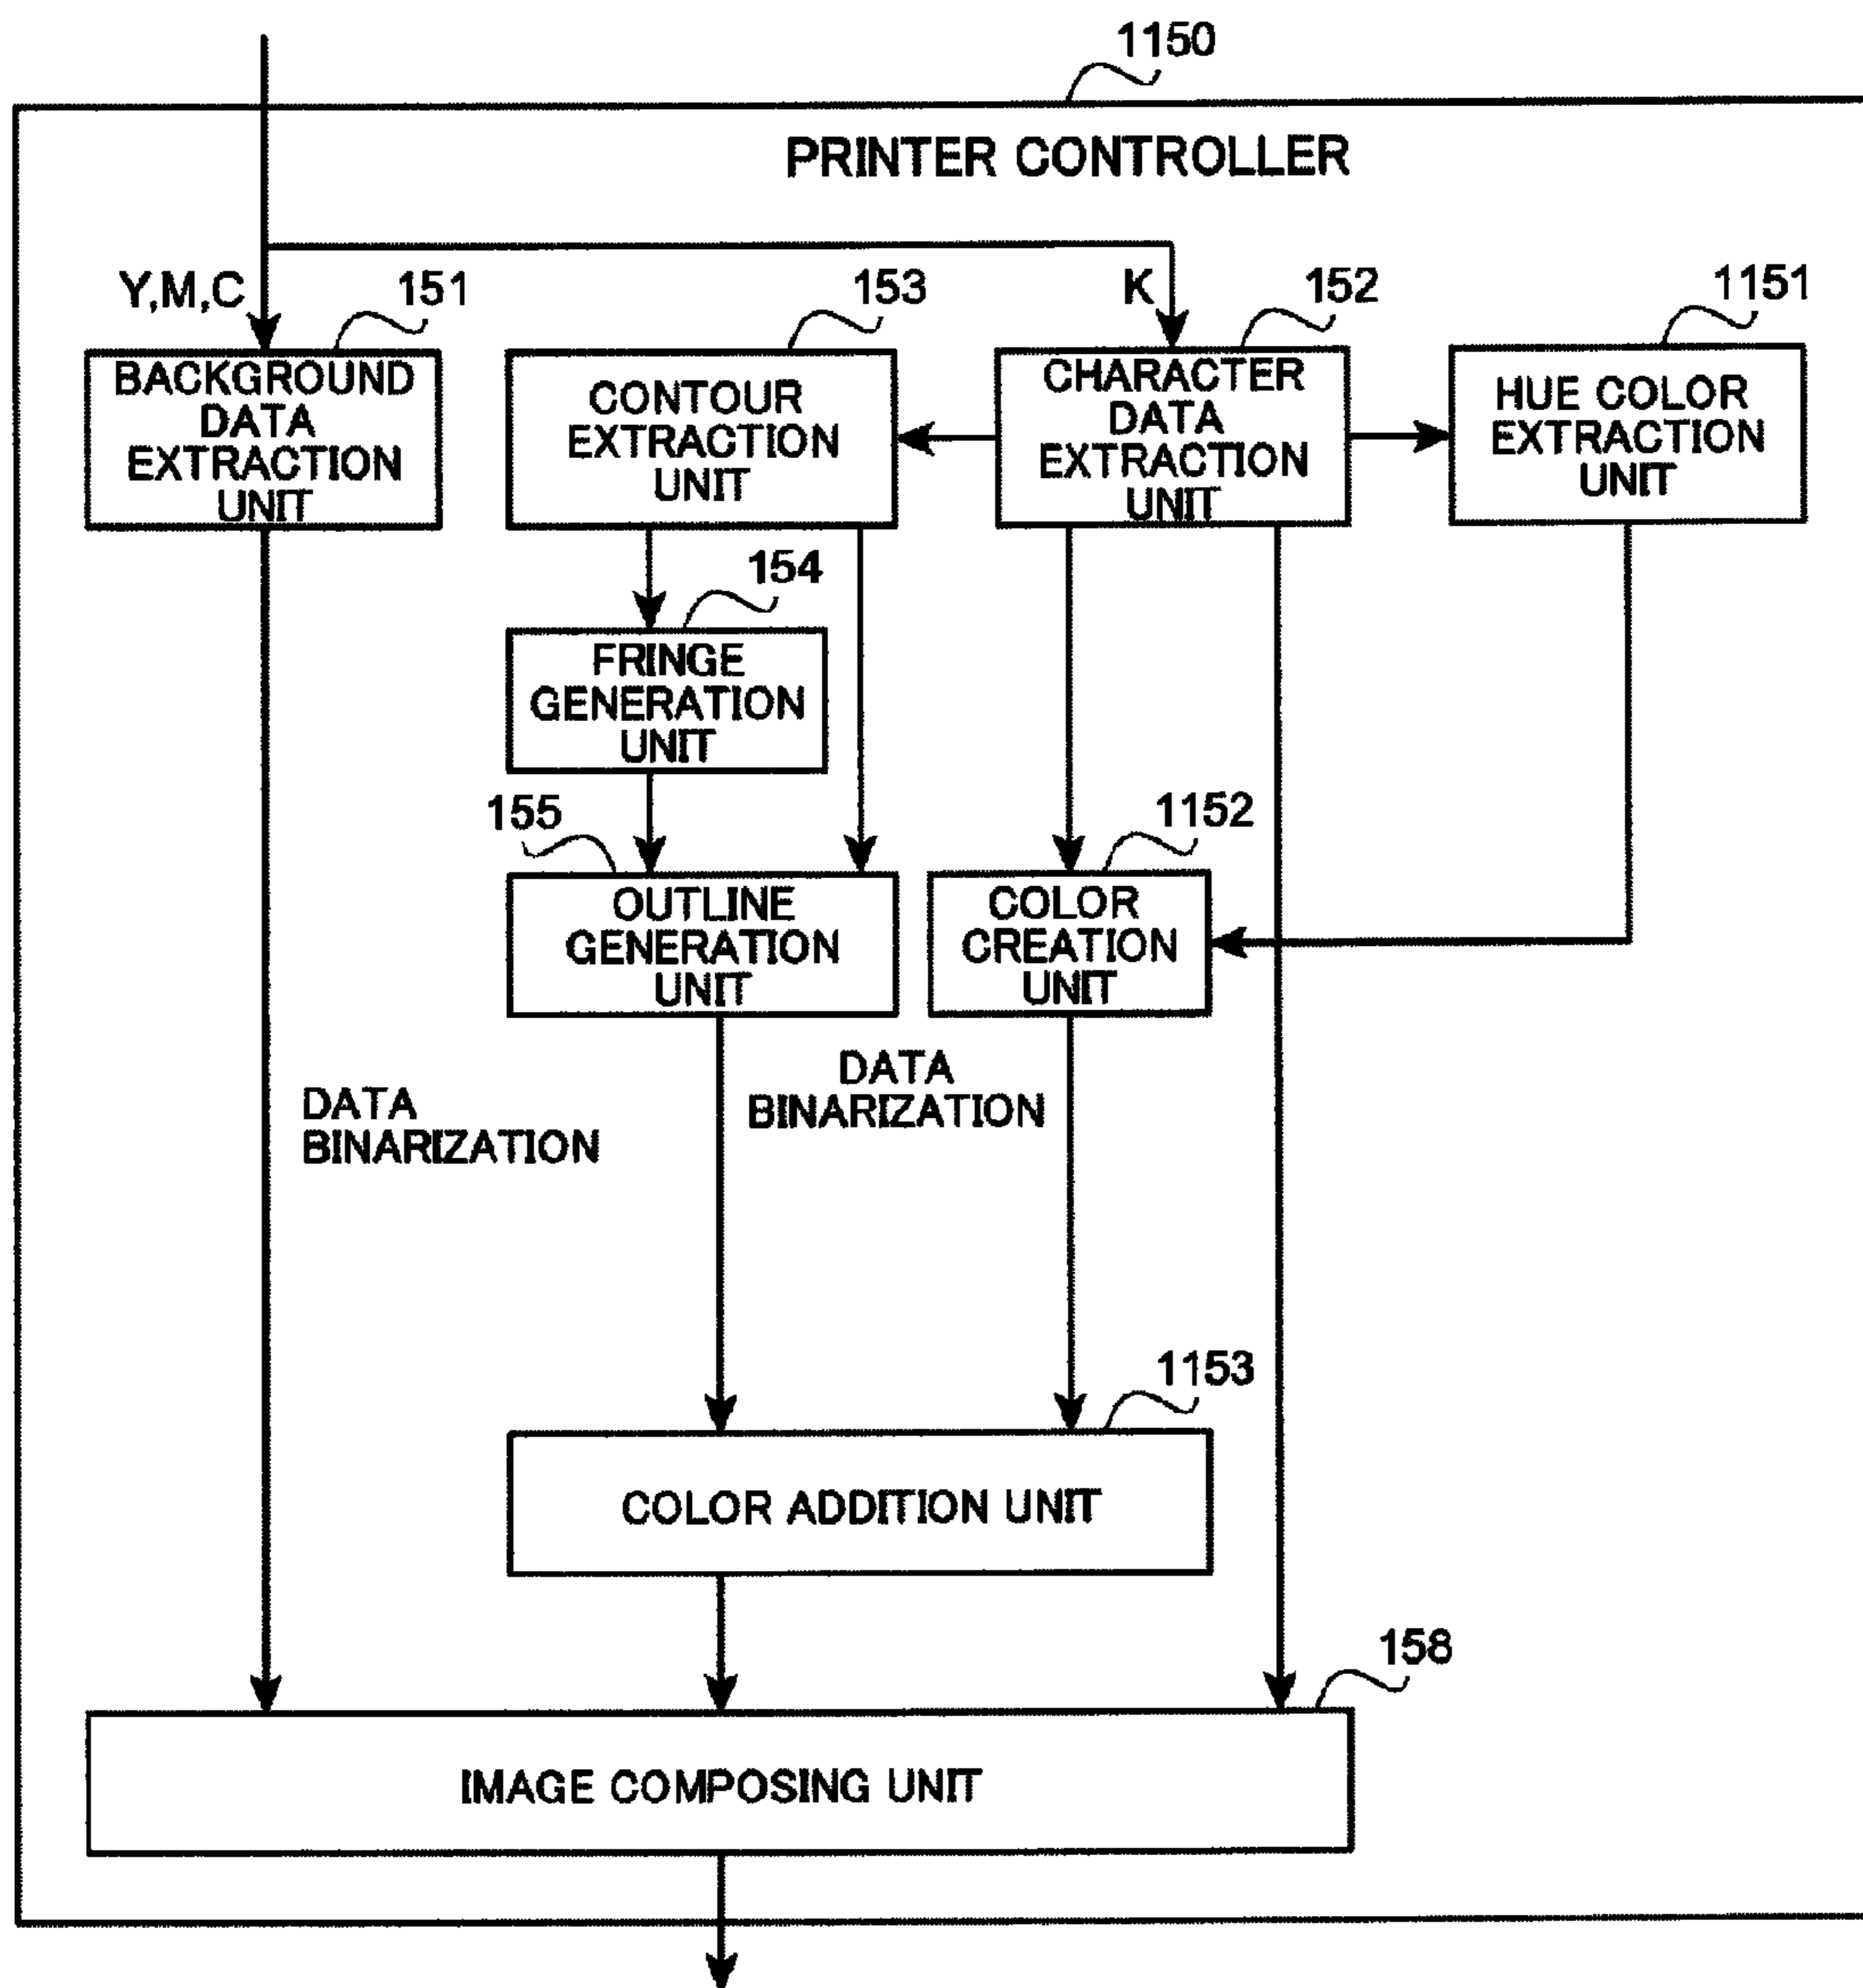 1150
PRINTER CONTROLLER
Y,M,C
151
153
K
152
1151
BACKGROUND
DATA
EXTRACTION
UNIT
CONTOUR
EXTRACTION
UNIT
CHARACTER
DATA
EXTRACTION
UNIT
HUE COLOR
EXTRACTION
UNIT
154
FRINGE
GENERATION
UNIT
155
1152
OUTLINE
GENERATION
UNIT
COLOR
CREATION
UNIT
DATA
BINARIZATION
DATA
BINARIZATION
1153
COLOR ADDITION UNIT
158
IMAGE COMPOSING UNIT